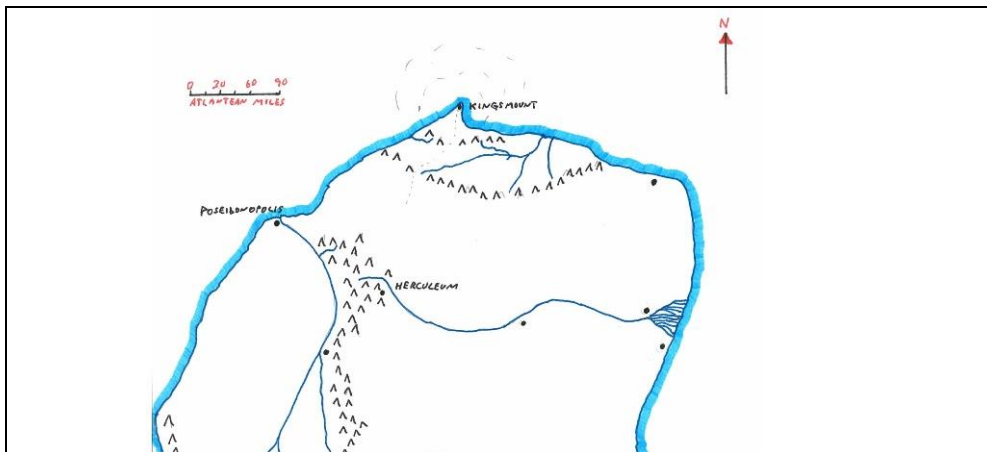 N
0 20 60 90
ATLANTEAN MILES
KINGSMOUNT
POSEIDONOPOLIS
HERCULEUM